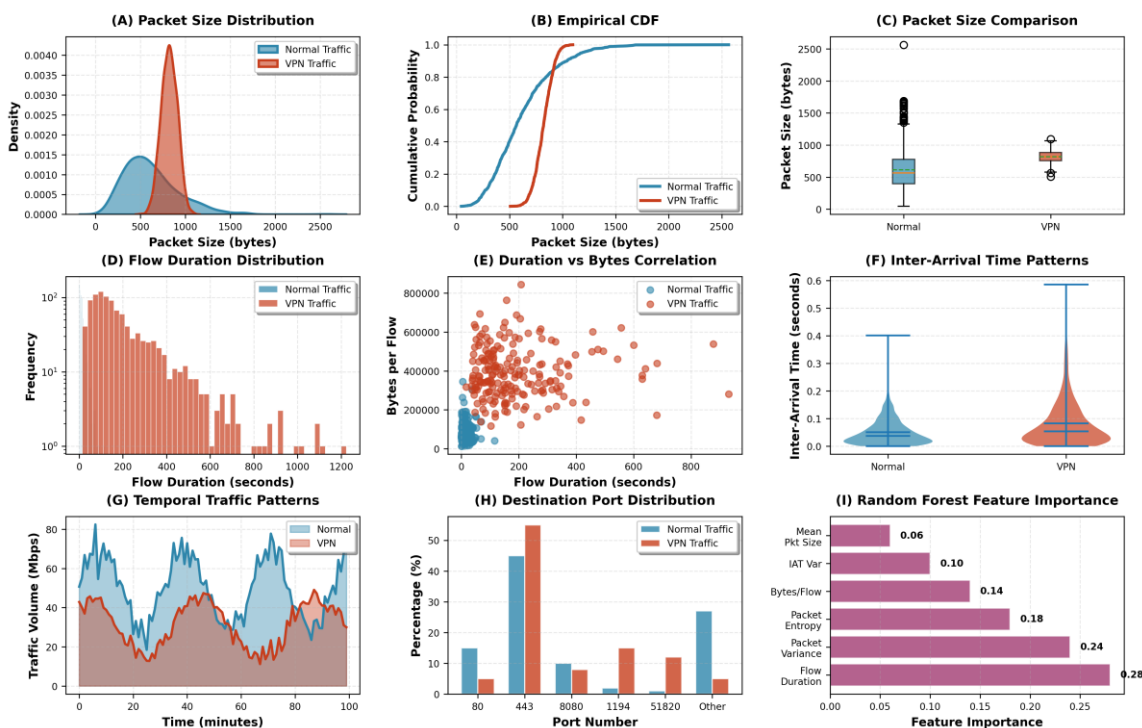 (A) Packet Size Distribution
0.0040
0.0035
0.0030
0.0025
0.0020
0.0015
0.0010
0.0005
0.0000
Density
Normal Traffic
VPN Traffic
0 500 1000 1500 2000 2500
Packet Size (bytes)
(B) Empirical CDF
1.0
0.8
0.6
0.4
0.2
0.0
Cumulative Probability
Normal Traffic
VPN Traffic
0 500 1000 1500 2000 2500
Packet Size (bytes)
(C) Packet Size Comparison
2500
2000
1500
1000
500
0
Packet Size (bytes)
Normal VPN
(D) Flow Duration Distribution
10²
10¹
10⁰
Frequency
Normal Traffic
VPN Traffic
0 200 400 600 800 1000 1200
Flow Duration (seconds)
(E) Duration vs Bytes Correlation
800000
600000
400000
200000
0
Bytes per Flow
Normal Traffic
VPN Traffic
0 200 400 600 800
Flow Duration (seconds)
(F) Inter-Arrival Time Patterns
0.6
0.5
0.4
0.3
0.2
0.1
0.0
Inter-Arrival Time (seconds)
Normal VPN
(G) Temporal Traffic Patterns
80
60
40
20
0
Traffic Volume (Mbps)
Normal
VPN
0 20 40 60 80 100
Time (minutes)
(H) Destination Port Distribution
50
40
30
20
10
0
Percentage (%)
Normal Traffic
VPN Traffic
80 443 8080 1194 51820 Other
Port Number
(I) Random Forest Feature Importance
Mean
Pkt Size
0.06
IAT Var
0.10
Bytes/Flow
0.14
Packet
Entropy
0.18
Packet
Variance
0.24
Flow
Duration
0.28
0.00 0.05 0.10 0.15 0.20 0.25
Feature Importance